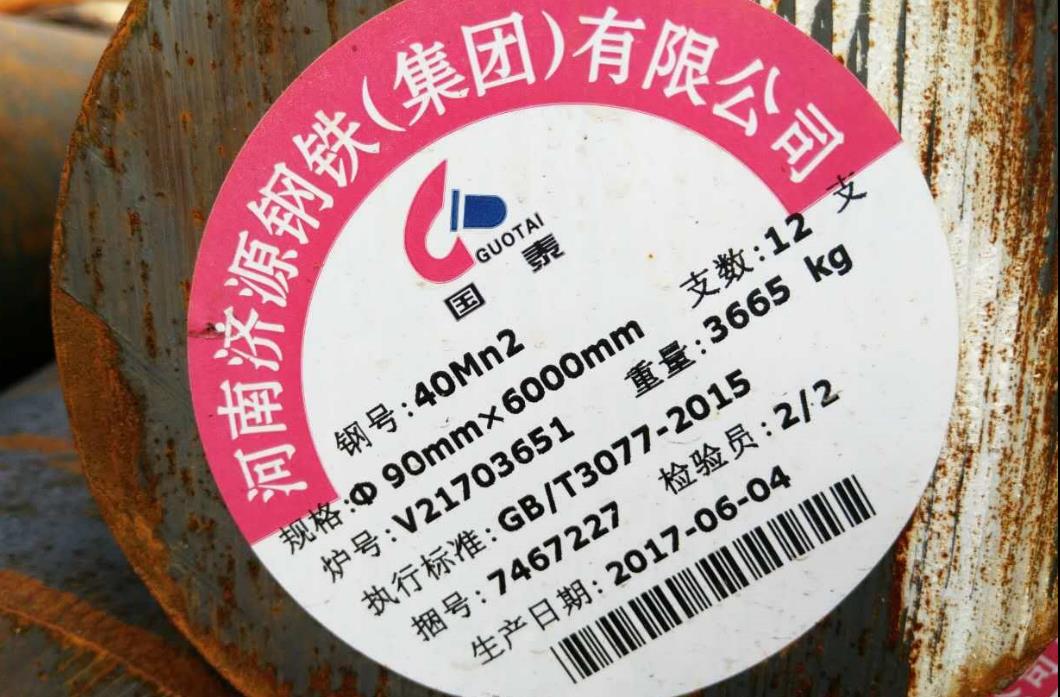 河南济源钢铁(集团)有限公司
GUOTAI
国泰
钢号:40Mn2
支数:12 支
规格:Φ 90mm×6000mm
重量:3665 kg
炉号:V21703651
执行标准:GB/T3077-2015
捆号:7467227
检验员:2/2
生产日期:2017-06-04
司